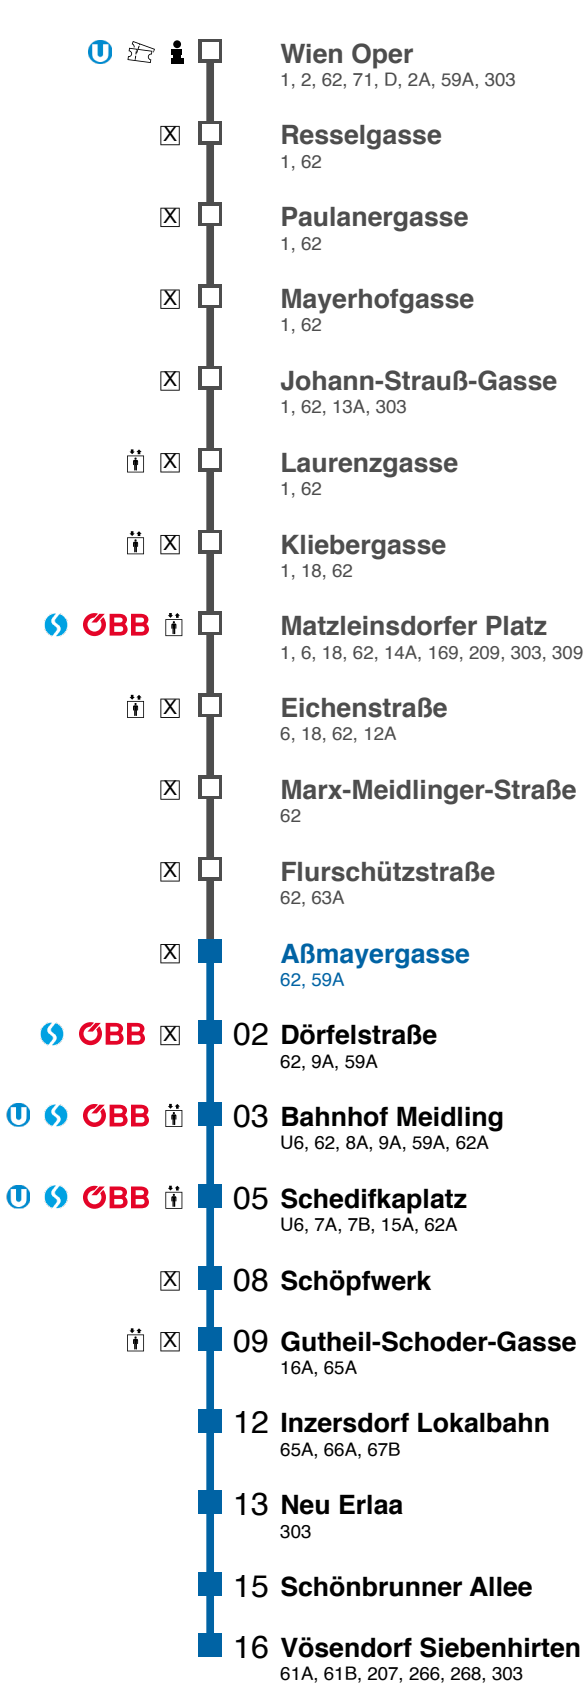 U i Wien Oper
1, 2, 62, 71, D, 2A, 59A, 303
X Resselgasse
1, 62
X Paulanergasse
1, 62
X Mayerhofgasse
1, 62
X Johann-Strauß-Gasse
1, 62, 13A, 303
X Laurenzgasse
1, 62
X Kliebergasse
1, 18, 62
S ÖBB Matzleinsdorfer Platz
1, 6, 18, 62, 14A, 169, 209, 303, 309
X Eichenstraße
6, 18, 62, 12A
X Marx-Meidlinger-Straße
62
X Flurschützstraße
62, 63A
X Aßmayergasse
62, 59A
S ÖBB X 02 Dörfelstraße
62, 9A, 59A
U S ÖBB 03 Bahnhof Meidling
U6, 62, 8A, 9A, 59A, 62A
U S ÖBB 05 Schedifkaplatz
U6, 7A, 7B, 15A, 62A
X 08 Schöpfwerk
X 09 Gutheil-Schoder-Gasse
16A, 65A
12 Inzersdorf Lokalbahn
65A, 66A, 67B
13 Neu Erlaa
303
15 Schönbrunner Allee
16 Vösendorf Siebenhirten
61A, 61B, 207, 266, 268, 303